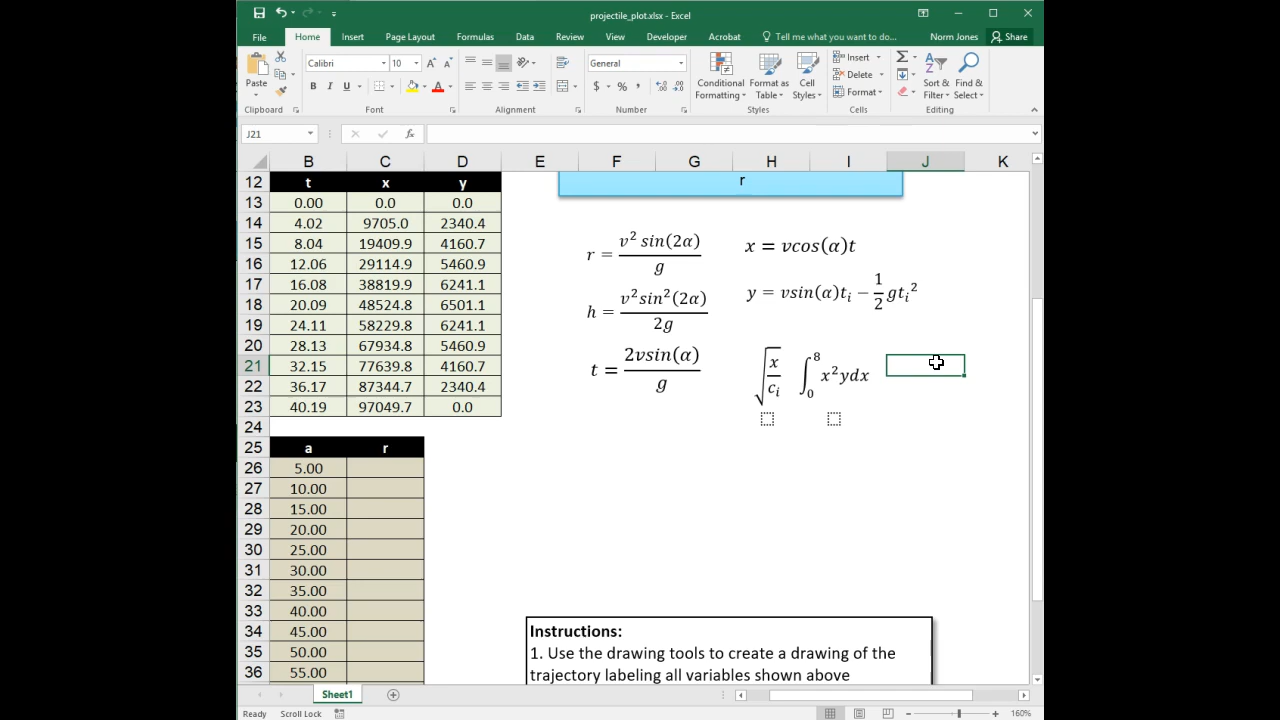 projectile_plot.xlsx - Excel
File Home Insert Page Layout Formulas Data Review View Developer Acrobat Tell me what you want to do... Norm Jones Share
Paste
Calibri 10
B I U
General
$ % ,
Conditional Formatting
Format as Table
Cell Styles
Insert
Delete
Format
Sort & Filter
Find & Select
Clipboard Font Alignment Number Styles Cells Editing
J21 fx
B C D E F G H I J K
12 t x y
r
13 0.00 0.0 0.0
14 4.02 9705.0 2340.4
15 8.04 19409.9 4160.7
16 12.06 29114.9 5460.9
17 16.08 38819.9 6241.1
18 20.09 48524.8 6501.1
19 24.11 58229.8 6241.1
20 28.13 67934.8 5460.9
21 32.15 77639.8 4160.7
22 36.17 87344.7 2340.4
23 40.19 97049.7 0.0
24
25 a r
26 5.00
27 10.00
28 15.00
29 20.00
30 25.00
31 30.00
32 35.00
33 40.00
34 45.00
35 50.00
36 55.00
r = v² sin(2α) / g
x = vcos(α)t
h = v²sin²(2α) / 2g
y = vsin(α)tᵢ − 1/2 gtᵢ²
t = 2vsin(α) / g
√(x/cᵢ) ∫₀⁸ x²ydx
Instructions:
1. Use the drawing tools to create a drawing of the
trajectory labeling all variables shown above
Sheet1
Ready Scroll Lock 160%